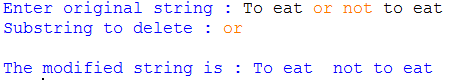 Enter original string : To eat or not to eat
Substring to delete : or
The modified string is : To eat  not to eat